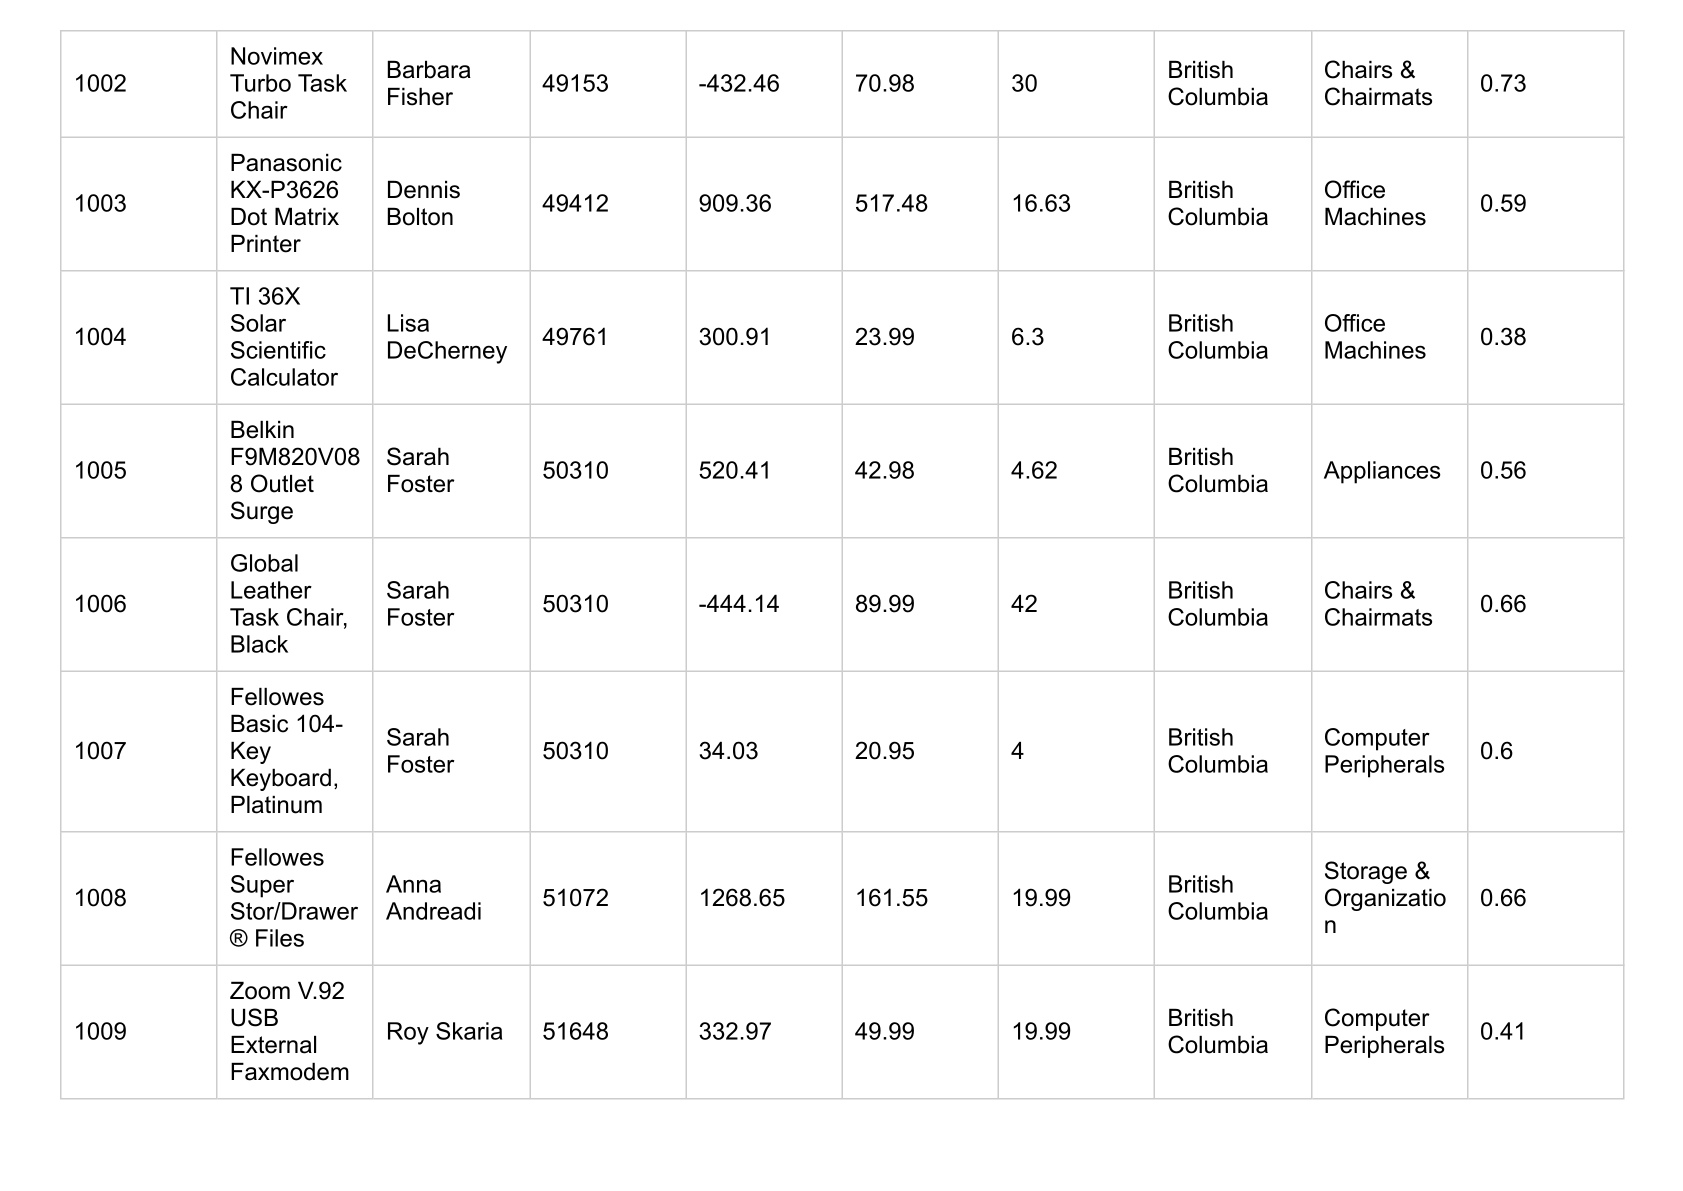 1002 Novimex Turbo Task Chair Barbara Fisher 49153 -432.46 70.98 30 British Columbia Chairs & Chairmats 0.73
1003 Panasonic KX-P3626 Dot Matrix Printer Dennis Bolton 49412 909.36 517.48 16.63 British Columbia Office Machines 0.59
1004 TI 36X Solar Scientific Calculator Lisa DeCherney 49761 300.91 23.99 6.3 British Columbia Office Machines 0.38
1005 Belkin F9M820V08 8 Outlet Surge Sarah Foster 50310 520.41 42.98 4.62 British Columbia Appliances 0.56
1006 Global Leather Task Chair, Black Sarah Foster 50310 -444.14 89.99 42 British Columbia Chairs & Chairmats 0.66
1007 Fellowes Basic 104-Key Keyboard, Platinum Sarah Foster 50310 34.03 20.95 4 British Columbia Computer Peripherals 0.6
1008 Fellowes Super Stor/Drawer® Files Anna Andreadi 51072 1268.65 161.55 19.99 British Columbia Storage & Organization 0.66
1009 Zoom V.92 USB External Faxmodem Roy Skaria 51648 332.97 49.99 19.99 British Columbia Computer Peripherals 0.41